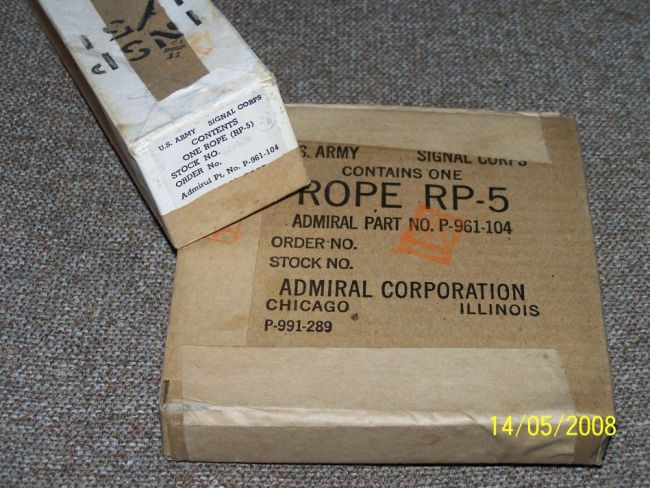 U.S. ARMY SIGNAL CORPS
CONTENTS
ONE ROPE (RP-5)
STOCK NO.
ORDER NO.
Admiral Pt. No. P-961-104
S. ARMY SIGNAL CORPS
CONTAINS ONE
ROPE RP-5
ADMIRAL PART NO. P-961-104
ORDER NO.
STOCK NO.
ADMIRAL CORPORATION
CHICAGO ILLINOIS
P-991-289
14/05/2008